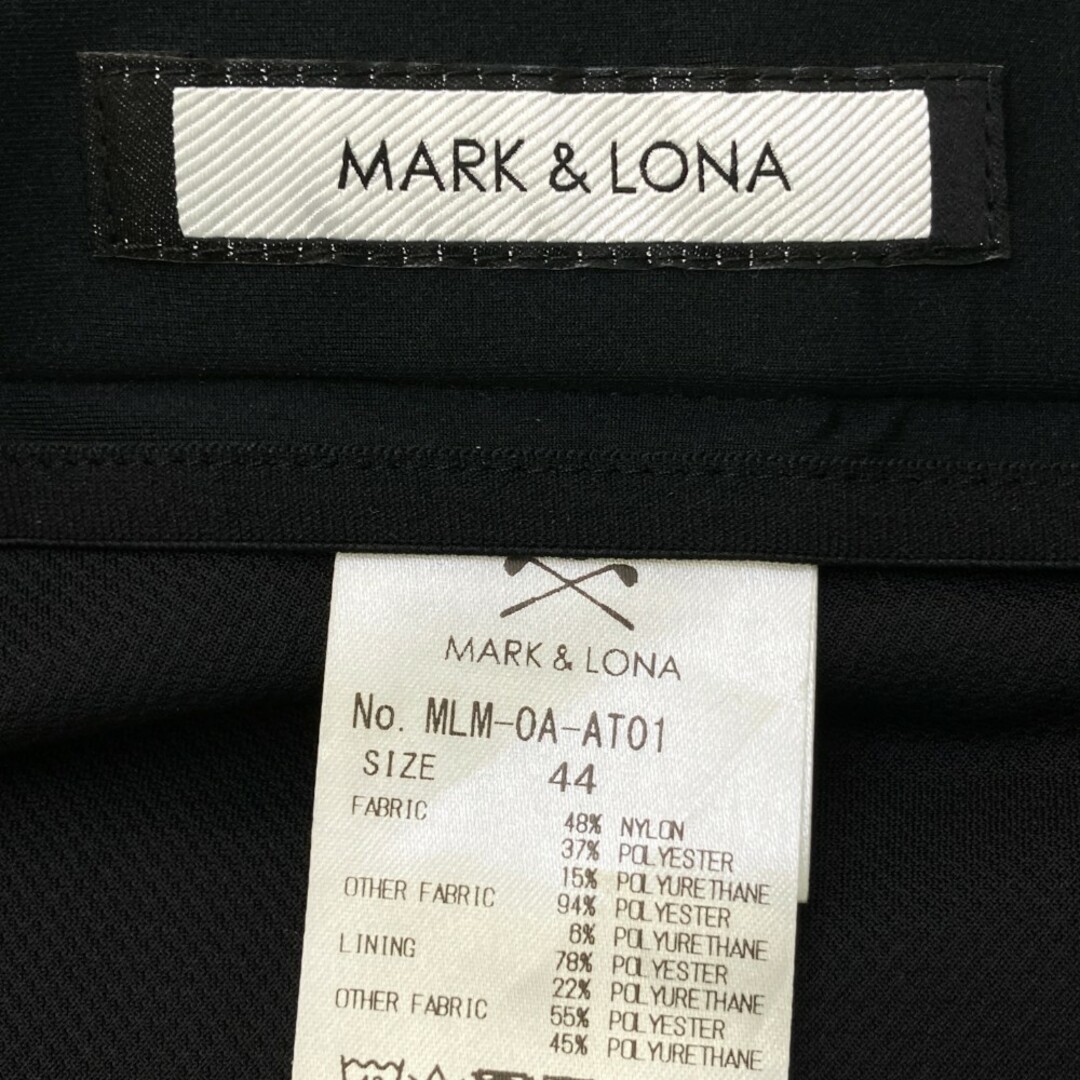 MARK & LONA
MARK & LONA
No. MLM-0A-AT01
SIZE 44
FABRIC 48% NYLON
37% POLYESTER
15% POLYURETHANE
OTHER FABRIC 94% POLYESTER
6% POLYURETHANE
LINING 78% POLYESTER
22% POLYURETHANE
OTHER FABRIC 55% POLYESTER
45% POLYURETHANE